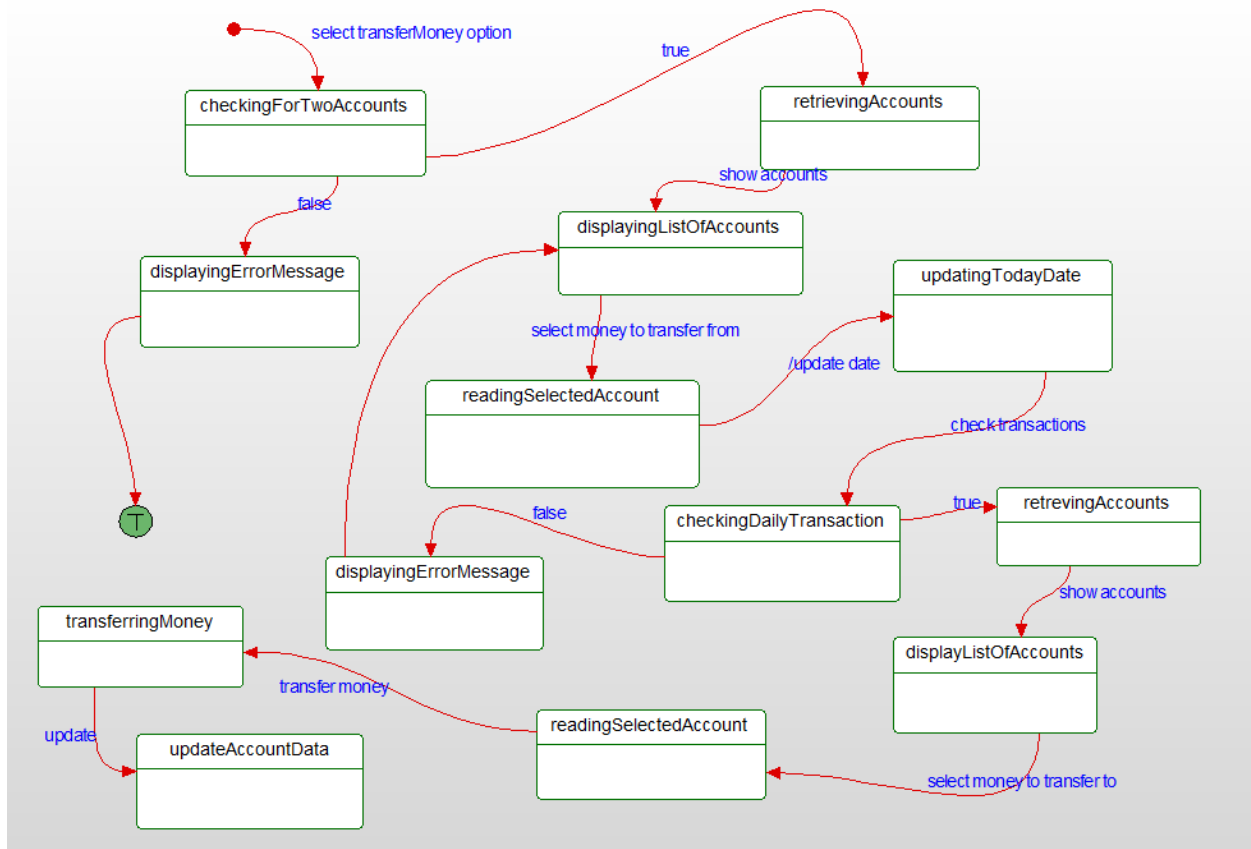 select transferMoney option
true
checkingForTwoAccounts
retrievingAccounts
show accounts
false
displayingListOfAccounts
displayingErrorMessage
updatingTodayDate
select money to transfer from
/update date
readingSelectedAccount
check transactions
false
checkingDailyTransaction
true
retrevingAccounts
displayingErrorMessage
show accounts
transferringMoney
displayListOfAccounts
transfer money
readingSelectedAccount
update
updateAccountData
select money to transfer to
T